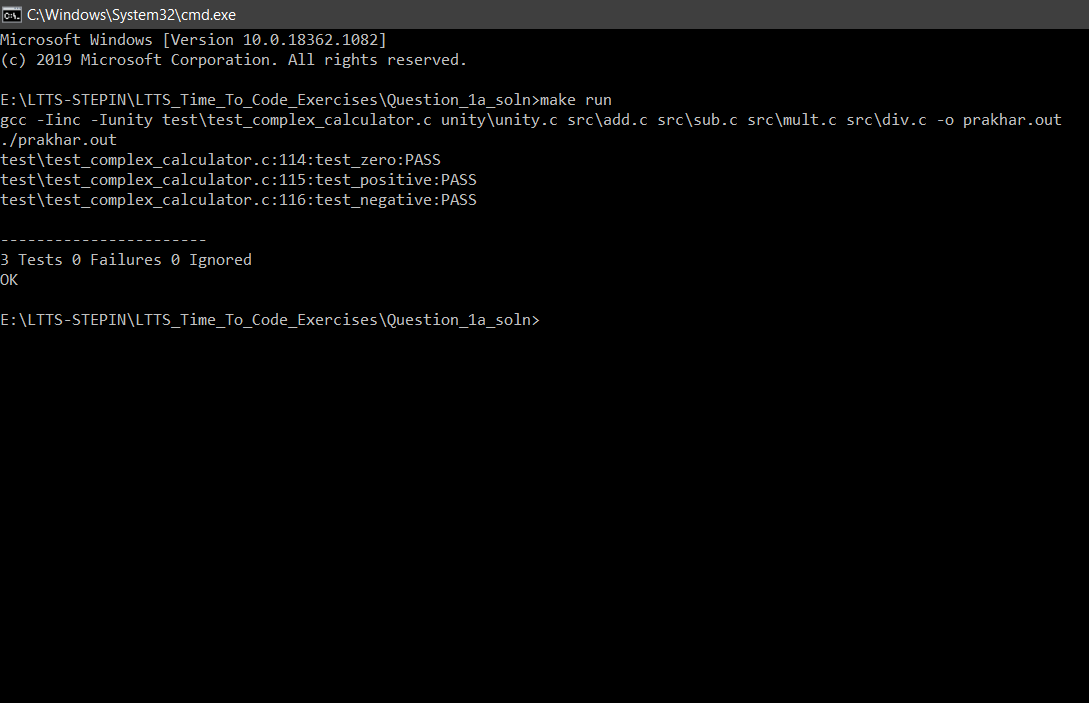 C:\Windows\System32\cmd.exe
Microsoft Windows [Version 10.0.18362.1082]
(c) 2019 Microsoft Corporation. All rights reserved.
E:\LTTS-STEPIN\LTTS_Time_To_Code_Exercises\Question_1a_soln>make run
gcc -Iinc -Iunity test\test_complex_calculator.c unity\unity.c src\add.c src\sub.c src\mult.c src\div.c -o prakhar.out
./prakhar.out
test\test_complex_calculator.c:114:test_zero:PASS
test\test_complex_calculator.c:115:test_positive:PASS
test\test_complex_calculator.c:116:test_negative:PASS
-----------------------
3 Tests 0 Failures 0 Ignored
OK
E:\LTTS-STEPIN\LTTS_Time_To_Code_Exercises\Question_1a_soln>